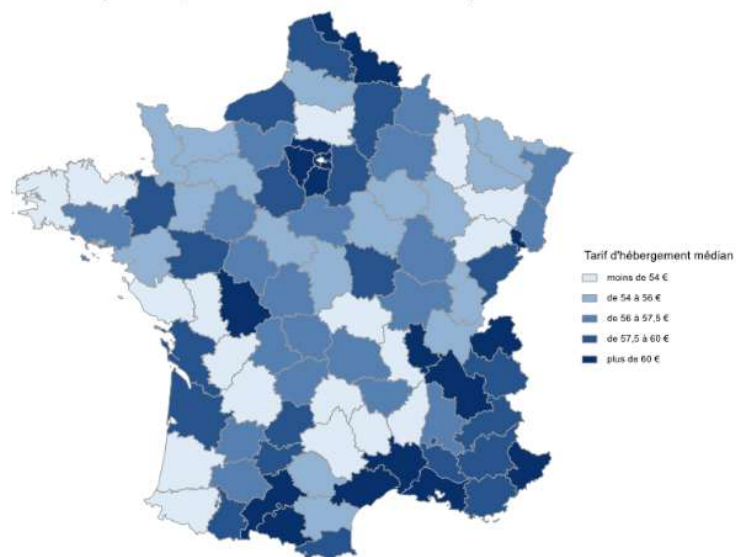 Tarif d'hébergement médian
moins de 54 €
de 54 à 56 €
de 56 à 57,5 €
de 57,5 à 60 €
plus de 60 €